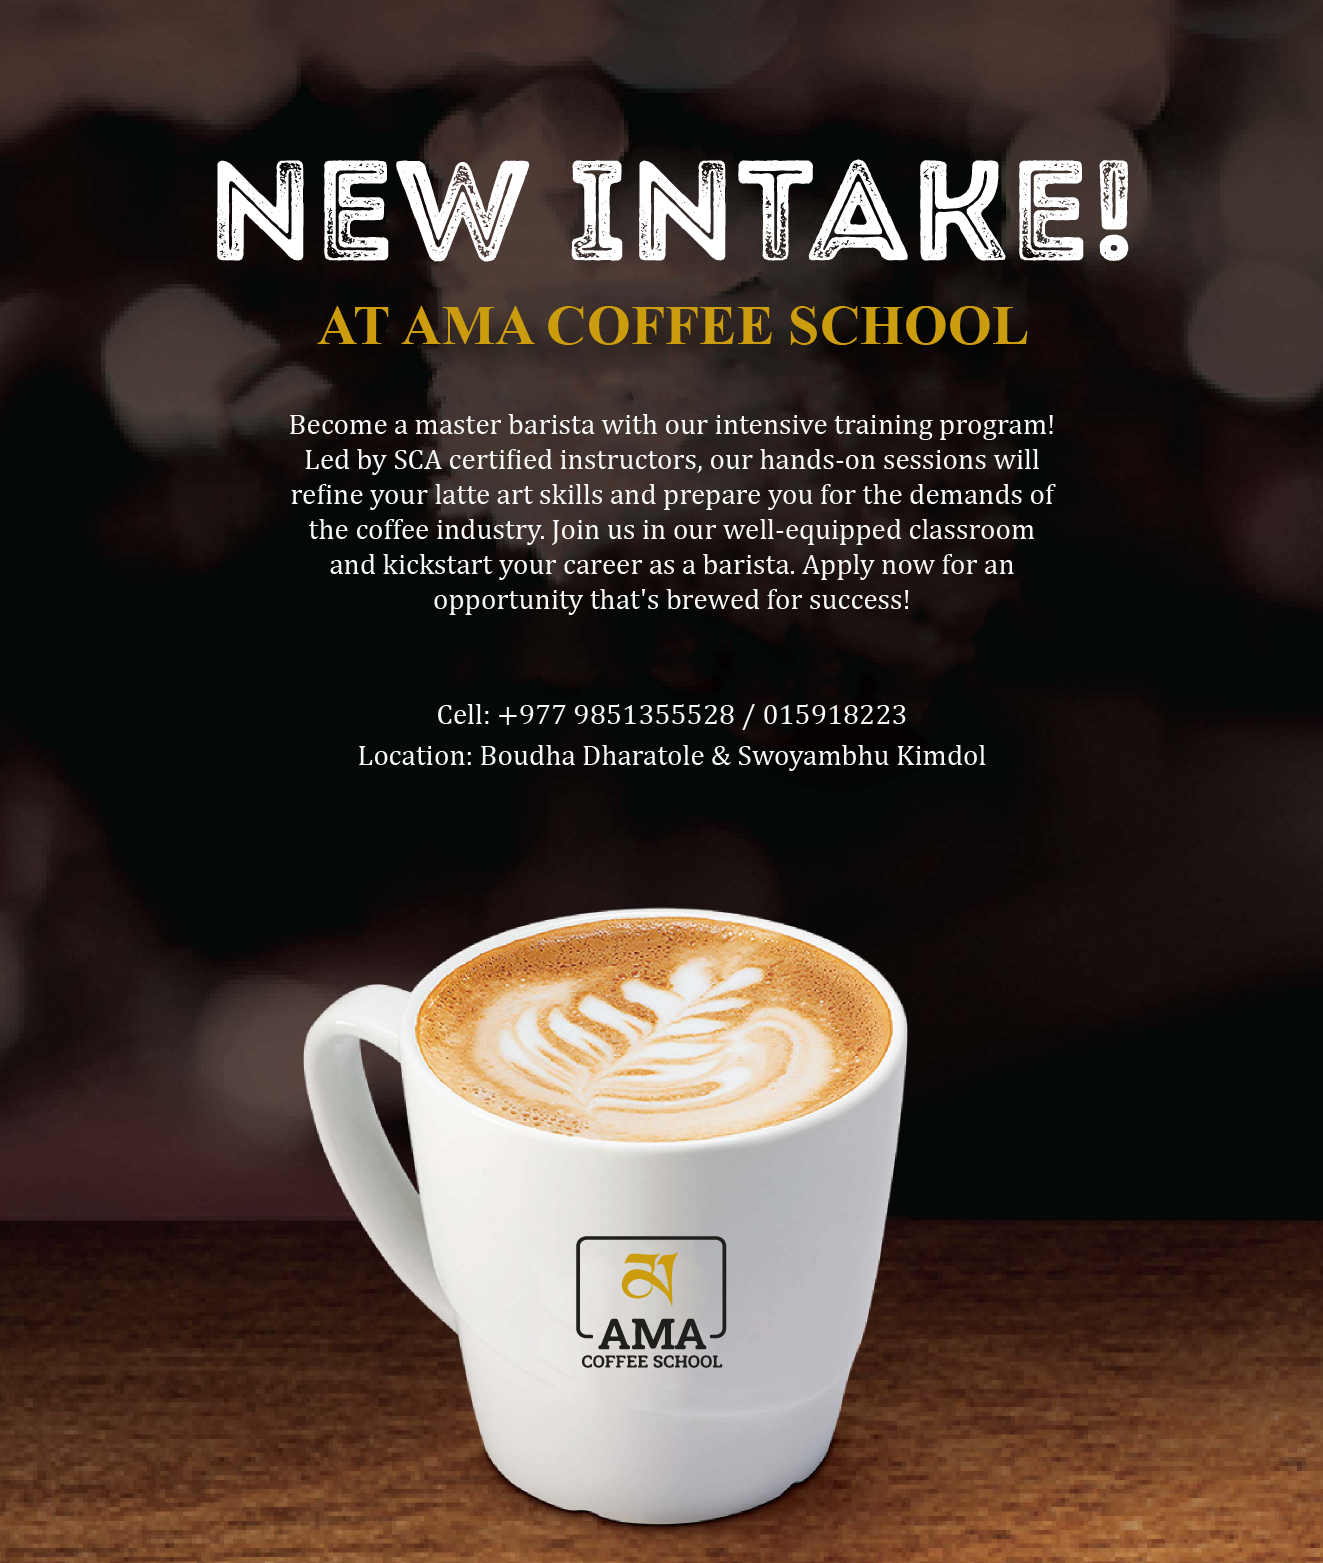 NEW INTAKE!
AT AMA COFFEE SCHOOL
Become a master barista with our intensive training program!
Led by SCA certified instructors, our hands-on sessions will
refine your latte art skills and prepare you for the demands of
the coffee industry. Join us in our well-equipped classroom
and kickstart your career as a barista. Apply now for an
opportunity that's brewed for success!
Cell: +977 9851355528 / 015918223
Location: Boudha Dharatole & Swoyambhu Kimdol
AMA
COFFEE SCHOOL